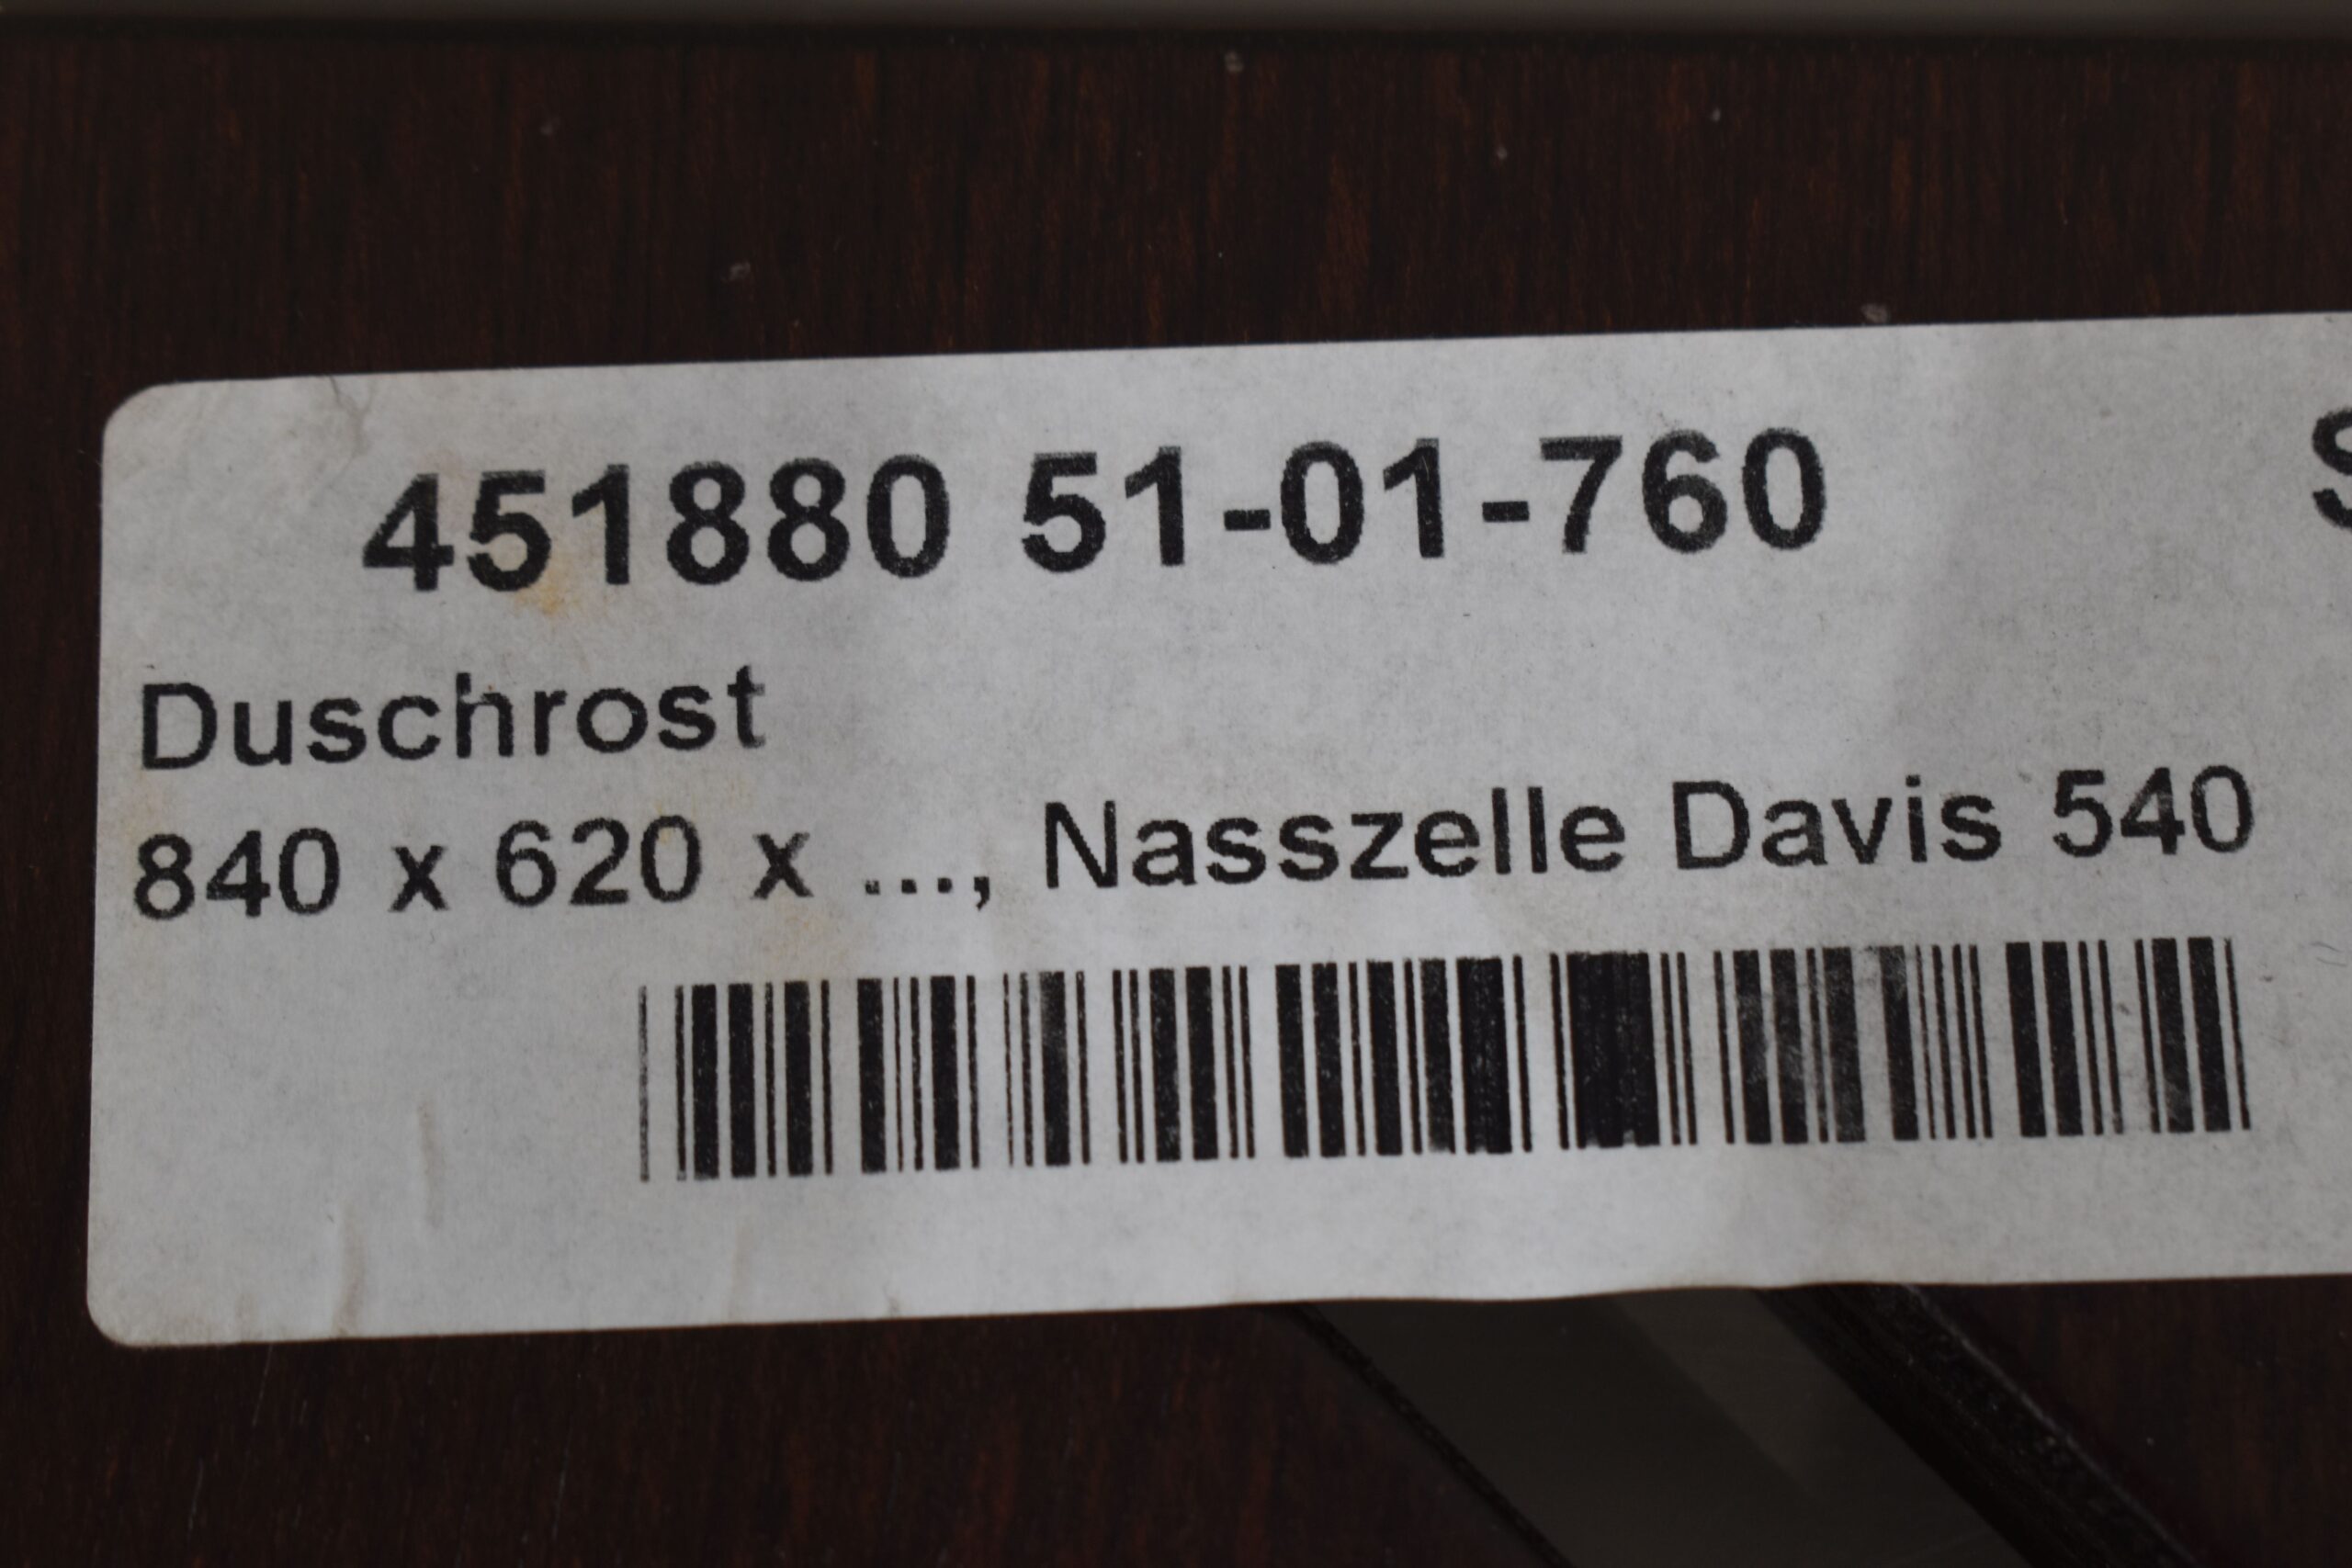 451880 51-01-760 S
Duschrost
840 x 620 x ..., Nasszelle Davis 540